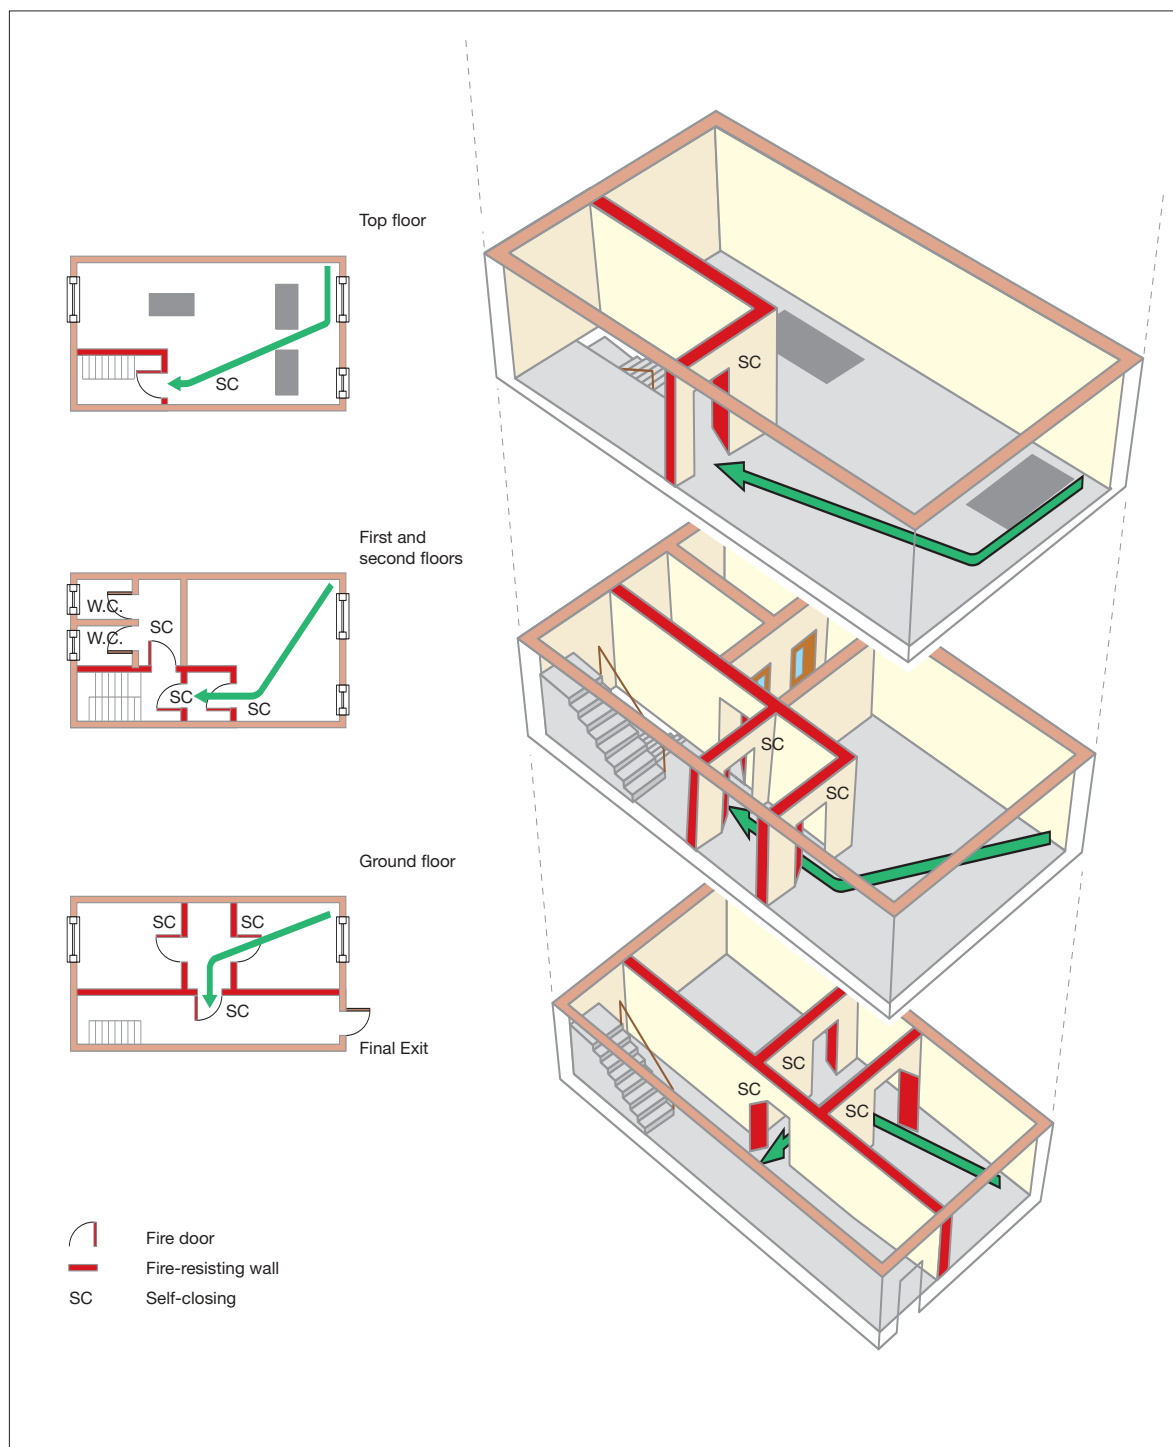 Top floor
SC
SC
First and
second floors
W.C.
W.C.
SC
SC
SC
SC
SC
Ground floor
SC
SC
SC
Final Exit
SC
SC
SC
Fire door
Fire-resisting wall
SC
Self-closing